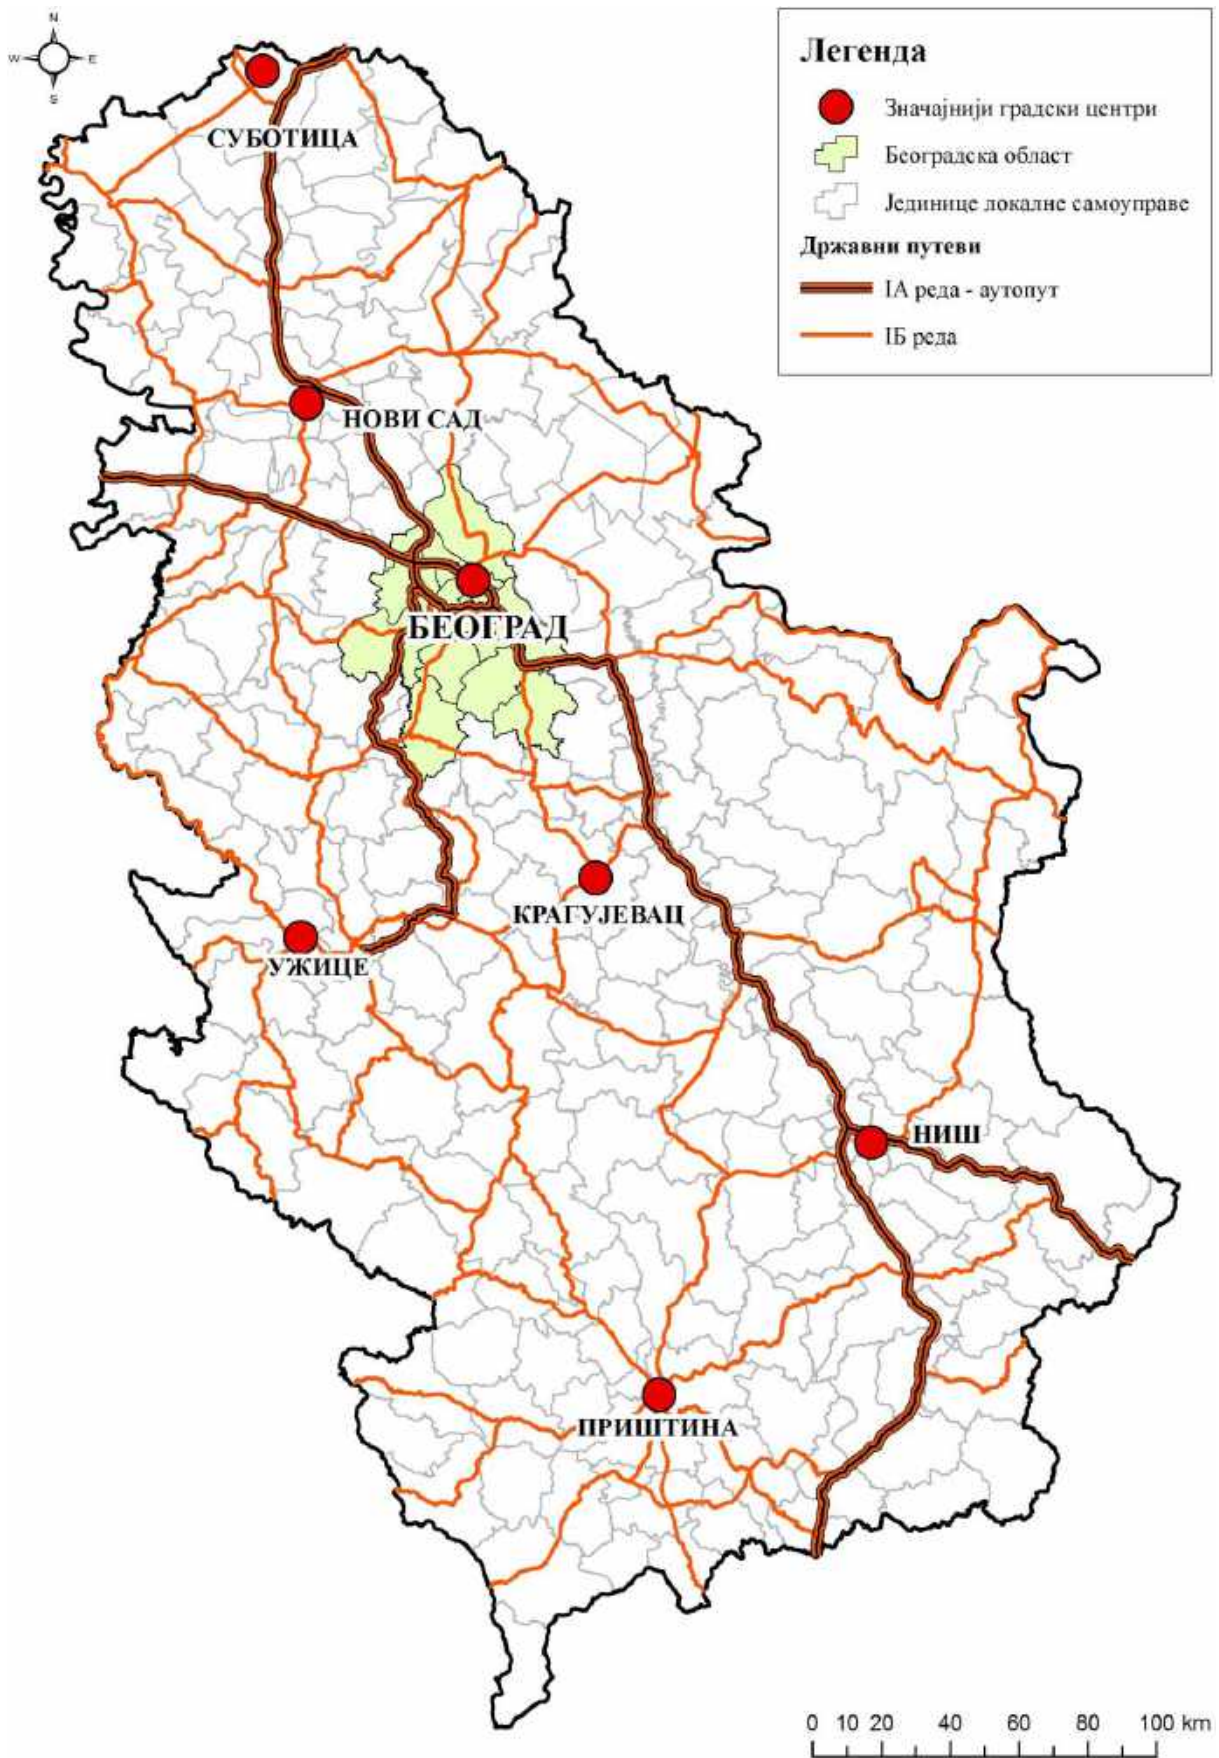 N
W E
S
Легенда
Значајнији градски центри
Београдска област
Јединице локалне самоуправе
Државни путеви
IA реда - аутопут
IБ реда
СУБОТИЦА
НОВИ САД
БЕОГРАД
КРАГУЈЕВАЦ
УЖИЦЕ
НИШ
ПРИШТИНА
0 10 20 40 60 80 100 km